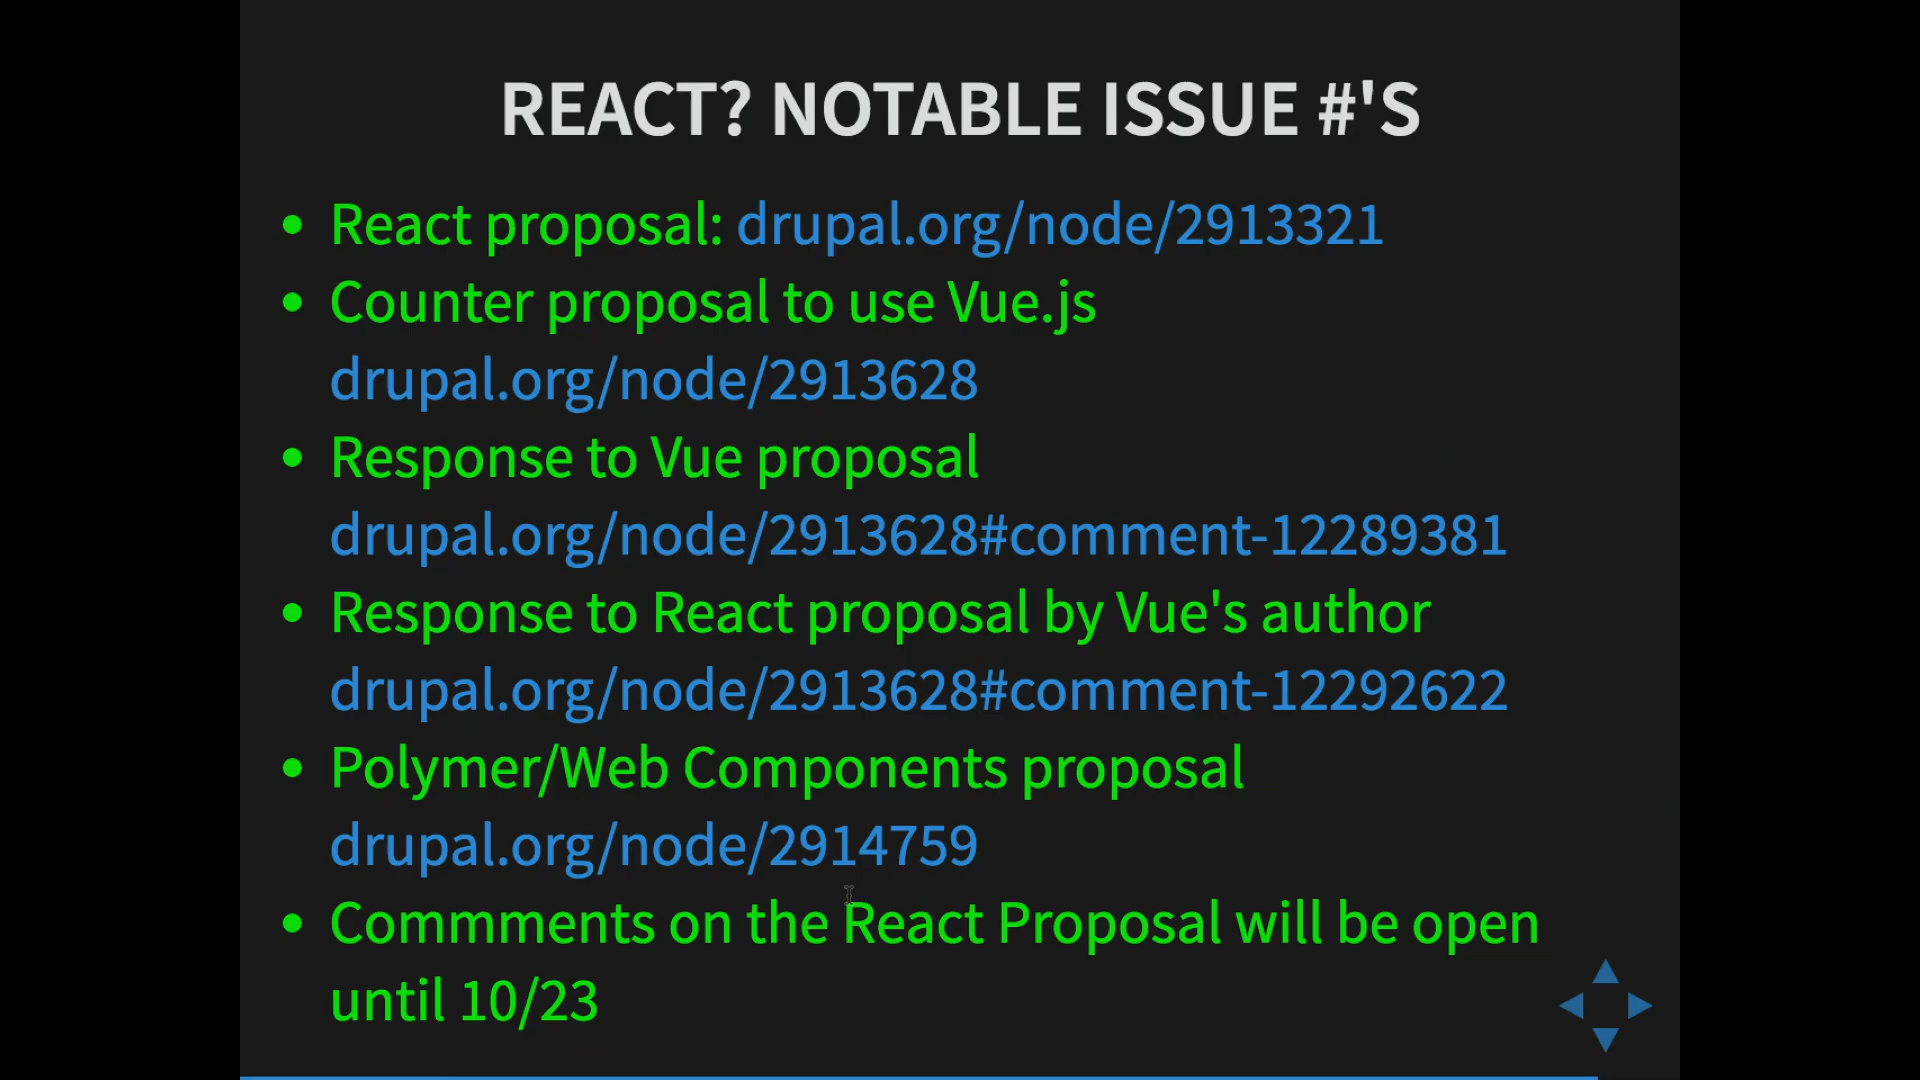 REACT? NOTABLE ISSUE #'S
React proposal: drupal.org/node/2913321
Counter proposal to use Vue.js
drupal.org/node/2913628
Response to Vue proposal
drupal.org/node/2913628#comment-12289381
Response to React proposal by Vue's author
drupal.org/node/2913628#comment-12292622
Polymer/Web Components proposal
drupal.org/node/2914759
Commments on the React Proposal will be open
until 10/23